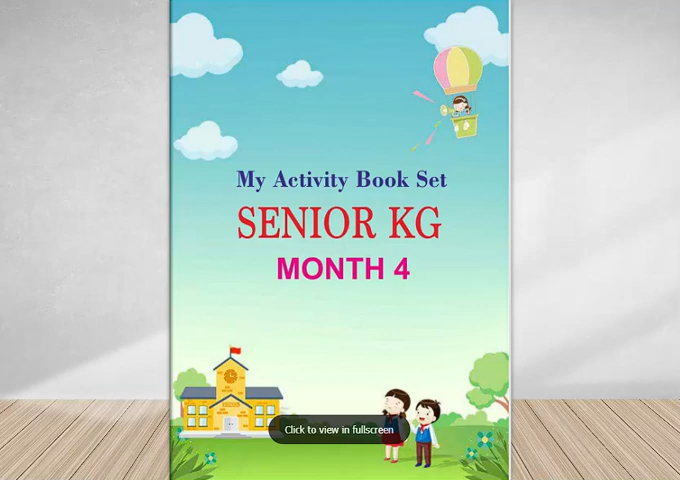 My Activity Book Set
SENIOR KG
MONTH 4
Click to view in fullscreen